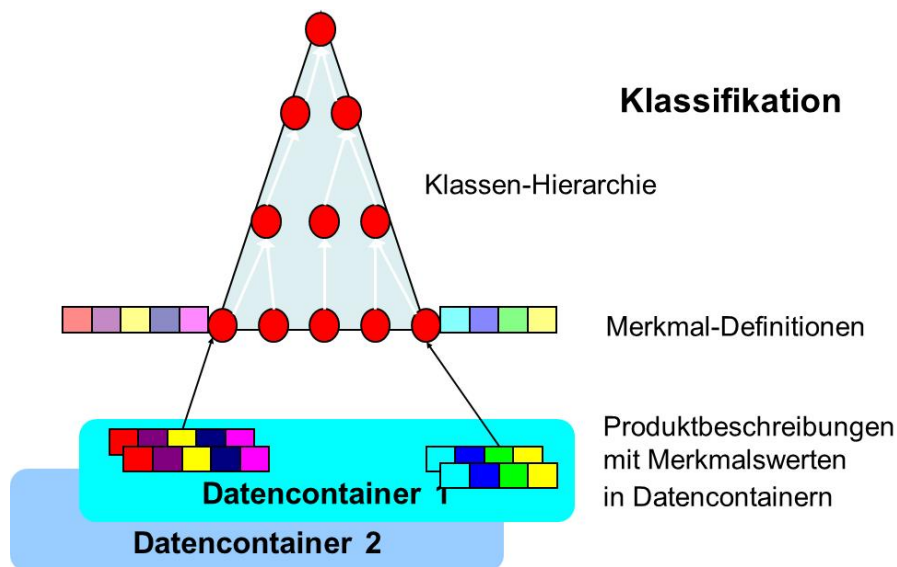 Klassifikation
Klassen-Hierarchie
Merkmal-Definitionen
Produktbeschreibungen
mit Merkmalswerten
in Datencontainern
Datencontainer 1
Datencontainer 2